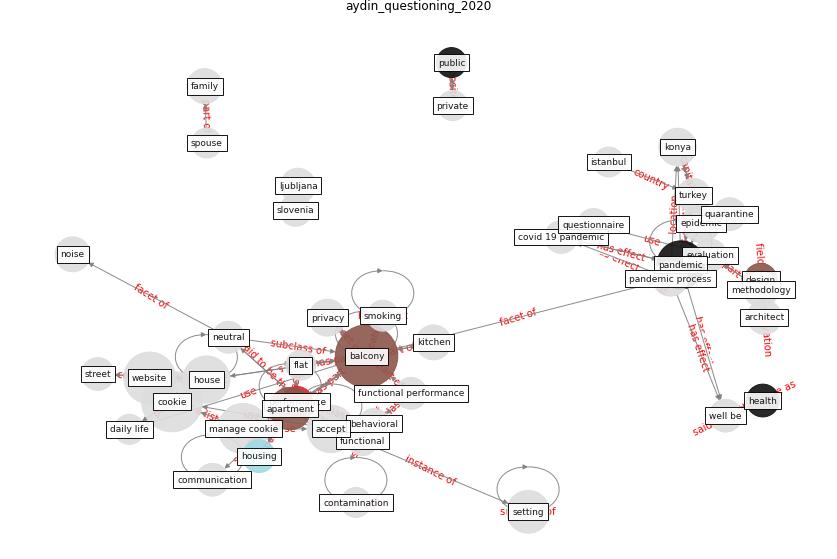 aydin_questioning_2020
public
family
private
spouse
konya
istanbul
country
ljubljana
turkey
slovenia
quarantine
questionnaire
covid 19 pandemic
use
has effect
evaluation
noise
pandemic
pandemic process
design
methodology
facet of
privacy
smoking
facet of
architect
neutral
subclass of
kitchen
balcony
has effect
has effect
flat
street
website
house
functional performance
use
cookie
apartment
health
well be
daily life
manage cookie
accept
behavioral
functional
housing
instance of
communication
contamination
setting